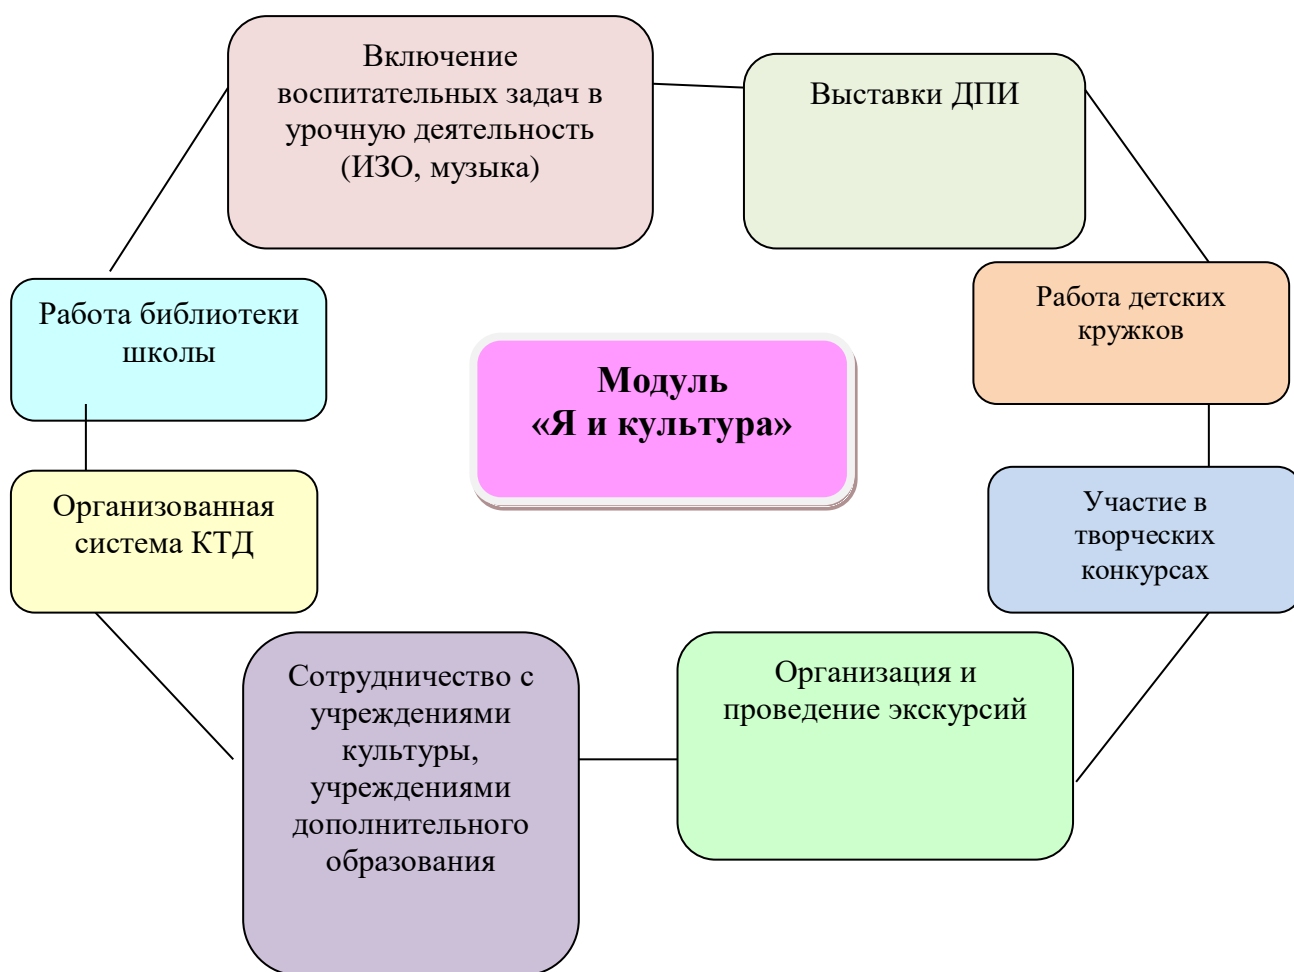 Включение
воспитательных задач в
урочную деятельность
(ИЗО, музыка)
Выставки ДПИ
Работа библиотеки
школы
Работа детских
кружков
Модуль
«Я и культура»
Организованная
система КТД
Участие в
творческих
конкурсах
Сотрудничество с
учреждениями
культуры,
учреждениями
дополнительного
образования
Организация и
проведение экскурсий